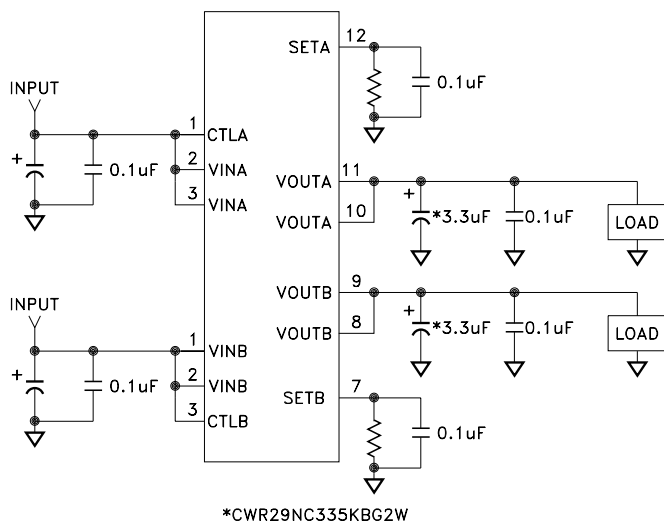 12
SETA
0.1uF
INPUT
1
CTLA
+
0.1uF
2
VINA
3
VINA
11
VOUTA
+
*3.3uF
0.1uF
LOAD
10
VOUTA
9
VOUTB
+
*3.3uF
0.1uF
LOAD
8
VOUTB
INPUT
1
VINB
+
0.1uF
2
VINB
3
CTLB
7
SETB
0.1uF
*CWR29NC335KBG2W